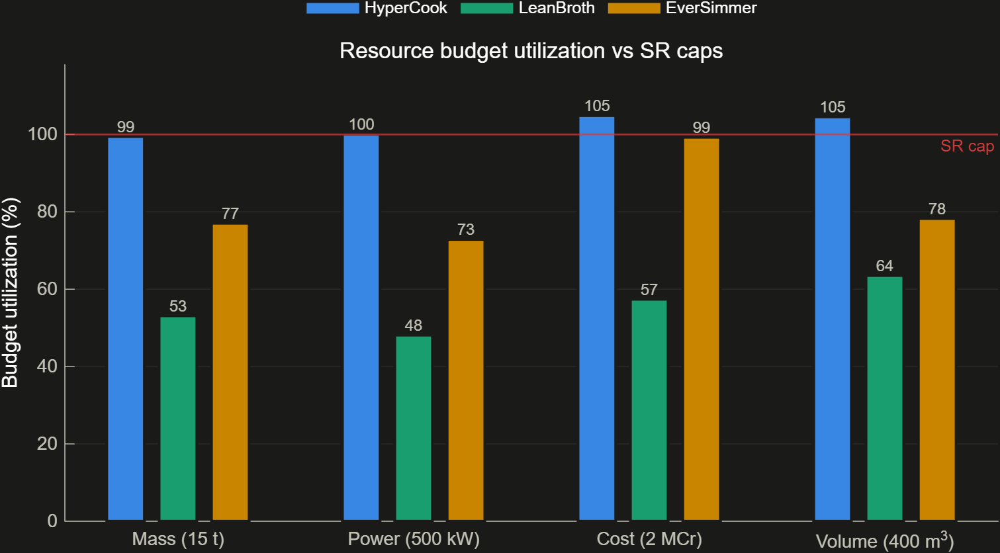 HyperCook LeanBroth EverSimmer
Resource budget utilization vs SR caps
Budget utilization (%)
100
80
60
40
20
0
99
53
77
100
48
73
105
57
99
105
64
78
SR cap
Mass (15 t)
Power (500 kW)
Cost (2 MCr)
Volume (400 m³)